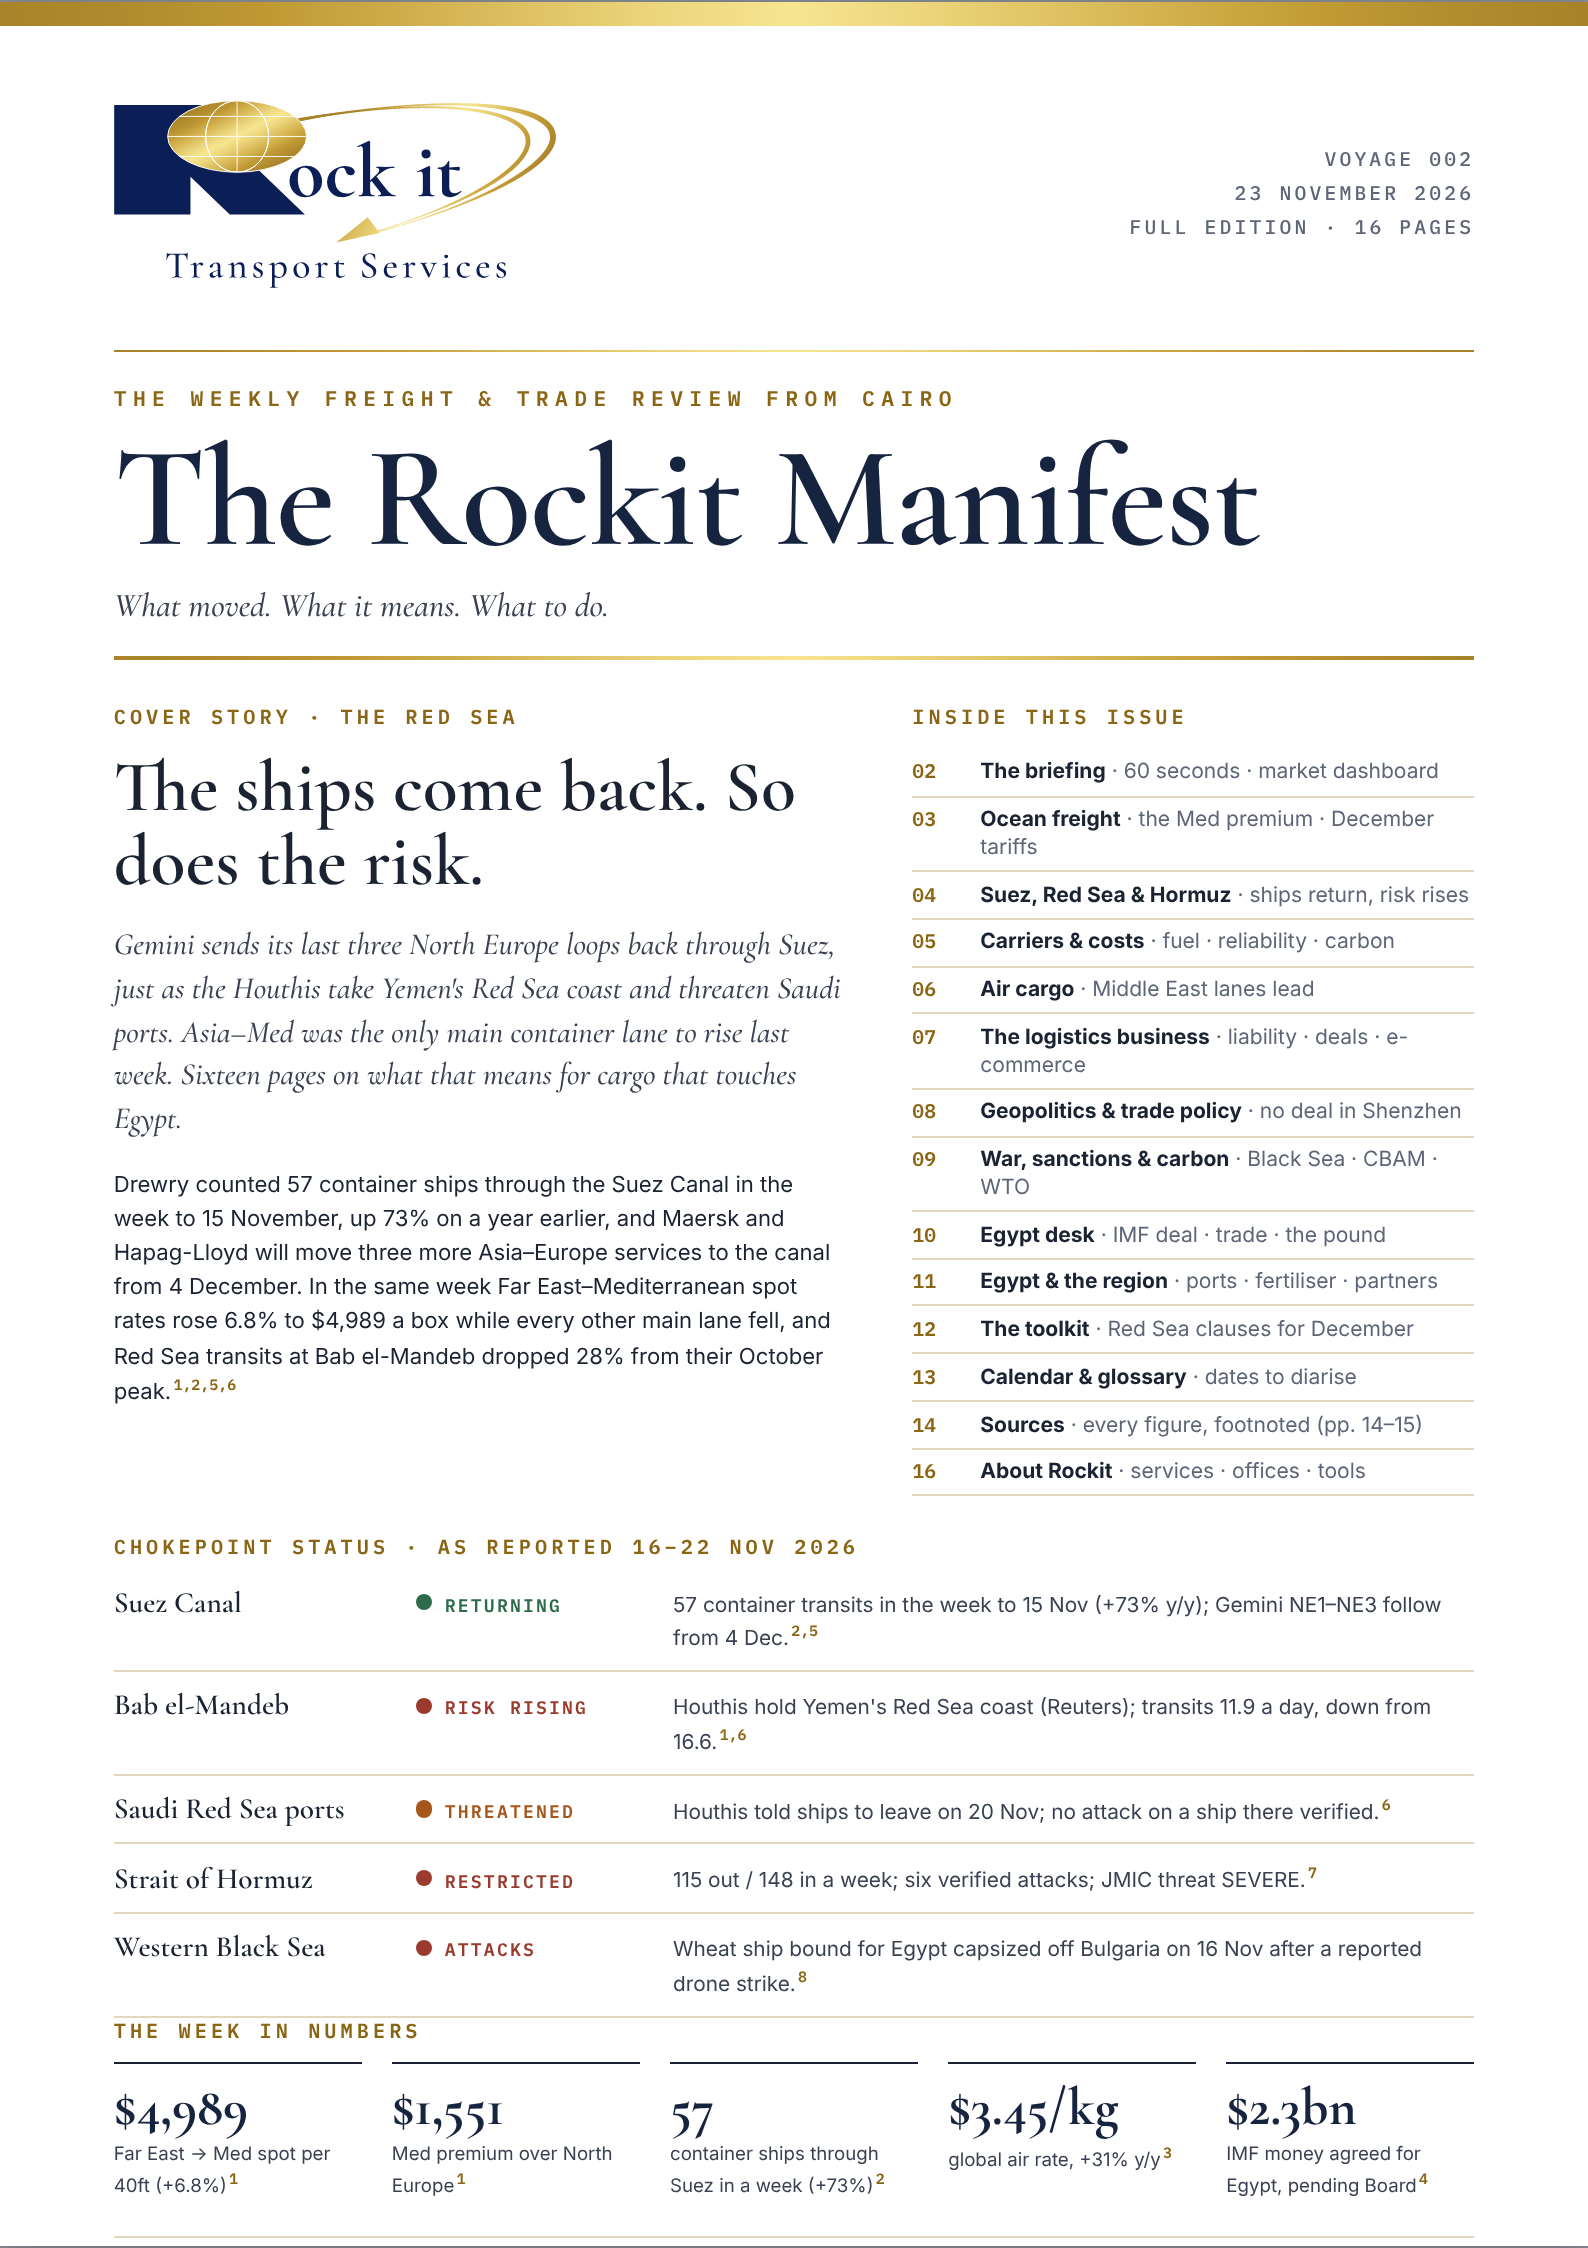 Rock it
Transport Services
VOYAGE 002
23 NOVEMBER 2026
FULL EDITION · 16 PAGES
THE WEEKLY FREIGHT & TRADE REVIEW FROM CAIRO
The Rockit Manifest
What moved. What it means. What to do.
COVER STORY · THE RED SEA
The ships come back. So
does the risk.
Gemini sends its last three North Europe loops back through Suez,
just as the Houthis take Yemen's Red Sea coast and threaten Saudi
ports. Asia–Med was the only main container lane to rise last
week. Sixteen pages on what that means for cargo that touches
Egypt.
Drewry counted 57 container ships through the Suez Canal in the
week to 15 November, up 73% on a year earlier, and Maersk and
Hapag-Lloyd will move three more Asia–Europe services to the canal
from 4 December. In the same week Far East–Mediterranean spot
rates rose 6.8% to $4,989 a box while every other main lane fell, and
Red Sea transits at Bab el-Mandeb dropped 28% from their October
peak.1,2,5,6
INSIDE THIS ISSUE
02 The briefing · 60 seconds · market dashboard
03 Ocean freight · the Med premium · December
tariffs
04 Suez, Red Sea & Hormuz · ships return, risk rises
05 Carriers & costs · fuel · reliability · carbon
06 Air cargo · Middle East lanes lead
07 The logistics business · liability · deals · e-
commerce
08 Geopolitics & trade policy · no deal in Shenzhen
09 War, sanctions & carbon · Black Sea · CBAM ·
WTO
10 Egypt desk · IMF deal · trade · the pound
11 Egypt & the region · ports · fertiliser · partners
12 The toolkit · Red Sea clauses for December
13 Calendar & glossary · dates to diarise
14 Sources · every figure, footnoted (pp. 14–15)
16 About Rockit · services · offices · tools
CHOKEPOINT STATUS · AS REPORTED 16–22 NOV 2026
Suez Canal RETURNING 57 container transits in the week to 15 Nov (+73% y/y); Gemini NE1–NE3 follow
from 4 Dec.2,5
Bab el-Mandeb RISK RISING Houthis hold Yemen's Red Sea coast (Reuters); transits 11.9 a day, down from
16.6.1,6
Saudi Red Sea ports THREATENED Houthis told ships to leave on 20 Nov; no attack on a ship there verified.6
Strait of Hormuz RESTRICTED 115 out / 148 in a week; six verified attacks; JMIC threat SEVERE.7
Western Black Sea ATTACKS Wheat ship bound for Egypt capsized off Bulgaria on 16 Nov after a reported
drone strike.8
THE WEEK IN NUMBERS
$4,989
Far East → Med spot per
40ft (+6.8%)1
$1,551
Med premium over North
Europe1
57
container ships through
Suez in a week (+73%)2
$3.45/kg
global air rate, +31% y/y3
$2.3bn
IMF money agreed for
Egypt, pending Board4